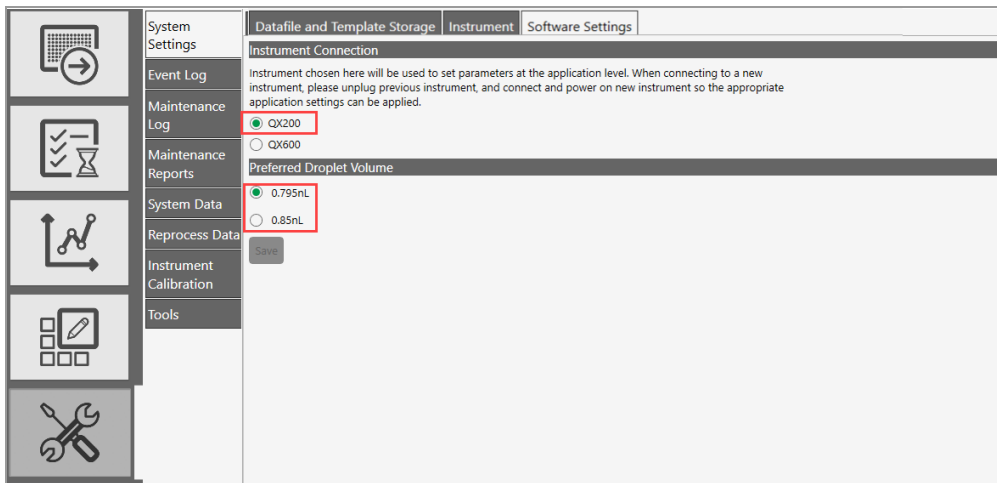 System
Settings
Event Log
Maintenance
Log
Maintenance
Reports
System Data
Reprocess Data
Instrument
Calibration
Tools
Datafile and Template Storage
Instrument
Software Settings
Instrument Connection
Instrument chosen here will be used to set parameters at the application level. When connecting to a new
instrument, please unplug previous instrument, and connect and power on new instrument so the appropriate
application settings can be applied.
QX200
QX600
Preferred Droplet Volume
0.795nL
0.85nL
Save